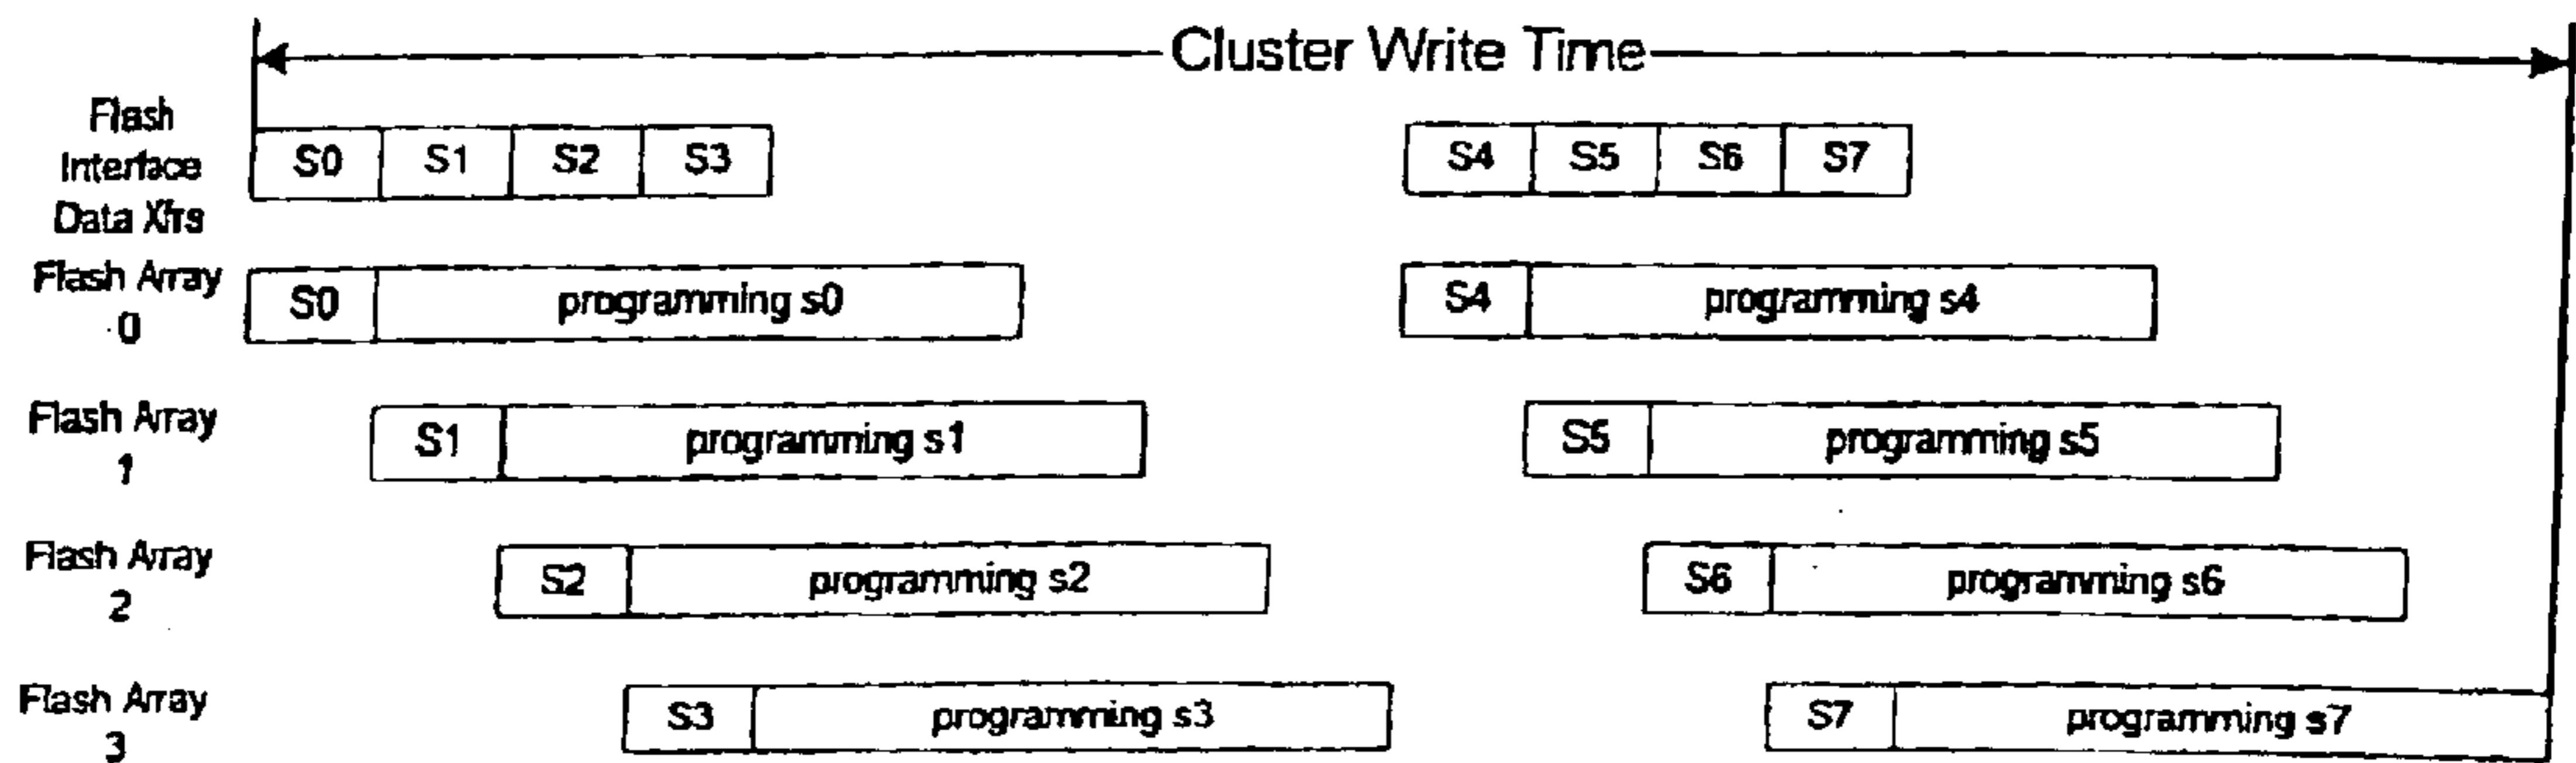 Cluster Write Time
Flash
Interface
Data Xfrs
S0 S1 S2 S3 S4 S5 S6 S7
Flash Array
0
S0 programming s0 S4 programming s4
Flash Array
1
S1 programming s1 S5 programming s5
Flash Array
2
S2 programming s2 S6 programming s6
Flash Array
3
S3 programming s3 S7 programming s7